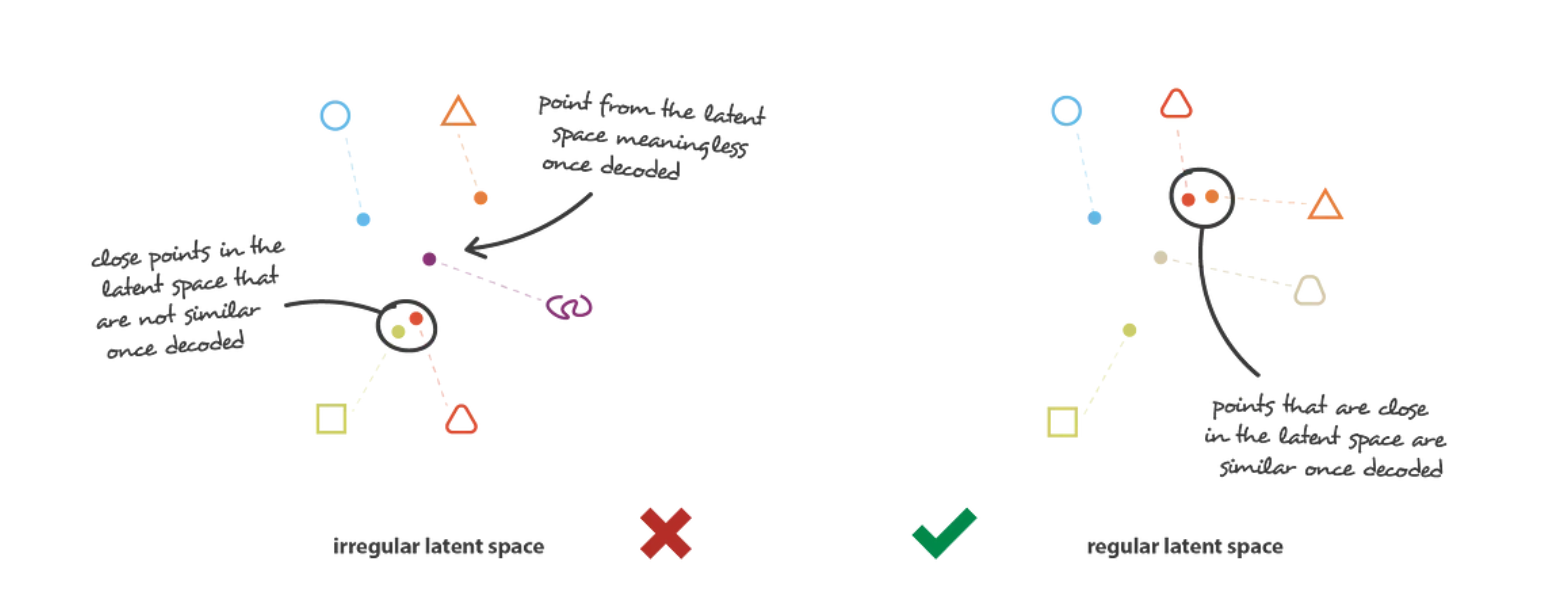 point from the latent
space meaningless
once decoded
close points in the
latent space that
are not similar
once decoded
points that are close
in the latent space are
similar once decoded
irregular latent space
regular latent space